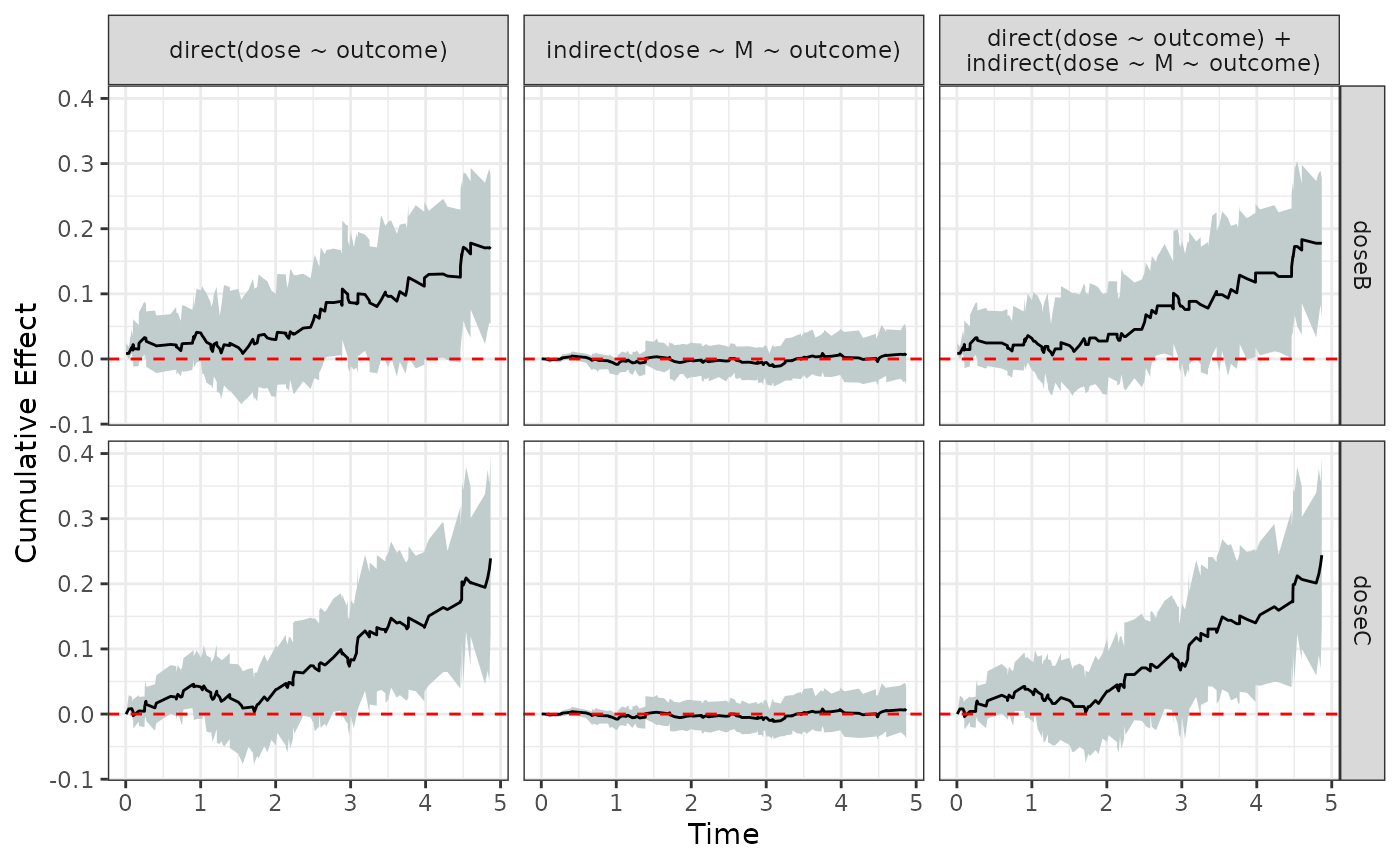 direct(dose ~ outcome)
indirect(dose ~ M ~ outcome)
direct(dose ~ outcome) +
indirect(dose ~ M ~ outcome)
Cumulative Effect
0.4
0.3
0.2
0.1
0.0
-0.1
doseB
0.4
0.3
0.2
0.1
0.0
-0.1
doseC
0 1 2 3 4 5
0 1 2 3 4 5
0 1 2 3 4 5
Time